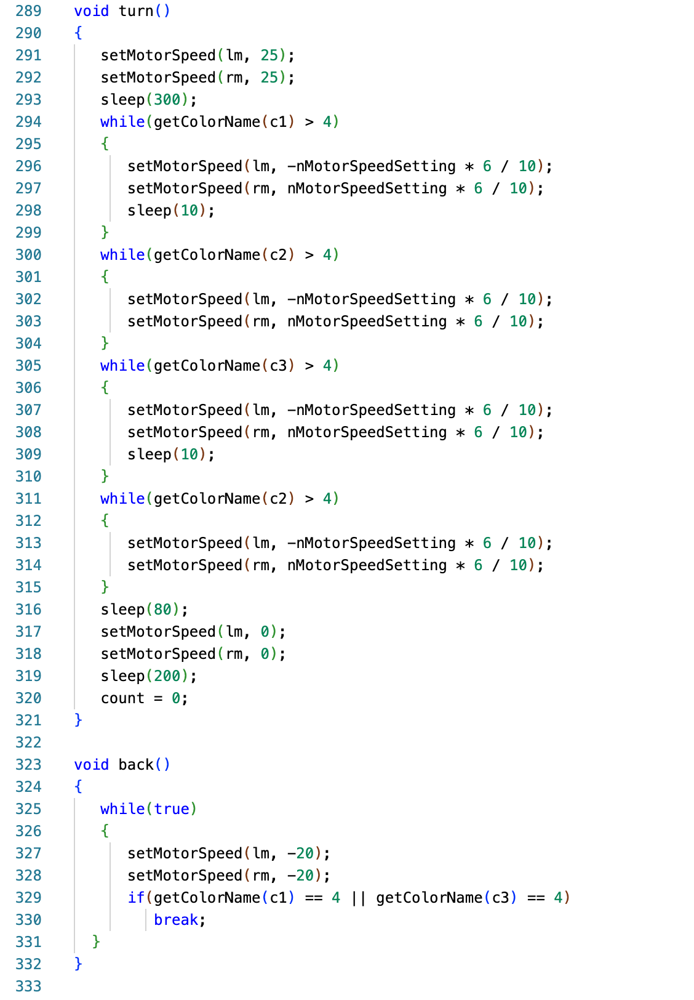 289 void turn()
290 {
291 setMotorSpeed(lm, 25);
292 setMotorSpeed(rm, 25);
293 sleep(300);
294 while(getColorName(c1) > 4)
295 {
296 setMotorSpeed(lm, -nMotorSpeedSetting * 6 / 10);
297 setMotorSpeed(rm, nMotorSpeedSetting * 6 / 10);
298 sleep(10);
299 }
300 while(getColorName(c2) > 4)
301 {
302 setMotorSpeed(lm, -nMotorSpeedSetting * 6 / 10);
303 setMotorSpeed(rm, nMotorSpeedSetting * 6 / 10);
304 }
305 while(getColorName(c3) > 4)
306 {
307 setMotorSpeed(lm, -nMotorSpeedSetting * 6 / 10);
308 setMotorSpeed(rm, nMotorSpeedSetting * 6 / 10);
309 sleep(10);
310 }
311 while(getColorName(c2) > 4)
312 {
313 setMotorSpeed(lm, -nMotorSpeedSetting * 6 / 10);
314 setMotorSpeed(rm, nMotorSpeedSetting * 6 / 10);
315 }
316 sleep(80);
317 setMotorSpeed(lm, 0);
318 setMotorSpeed(rm, 0);
319 sleep(200);
320 count = 0;
321 }
322
323 void back()
324 {
325 while(true)
326 {
327 setMotorSpeed(lm, -20);
328 setMotorSpeed(rm, -20);
329 if(getColorName(c1) == 4 || getColorName(c3) == 4)
330 break;
331 }
332 }
333